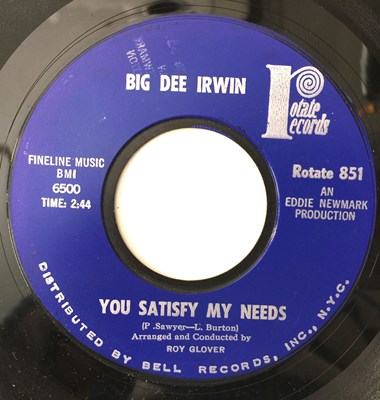 BIG DEE IRWIN
rotate
records
FINELINE MUSIC
BMI
6500
TIME: 2:44
Rotate 851
AN
EDDIE NEWMARK
PRODUCTION
YOU SATISFY MY NEEDS
(P. Sawyer—L. Burton)
Arranged and Conducted by
ROY GLOVER
DISTRIBUTED BY BELL RECORDS, INC., N.Y.C.